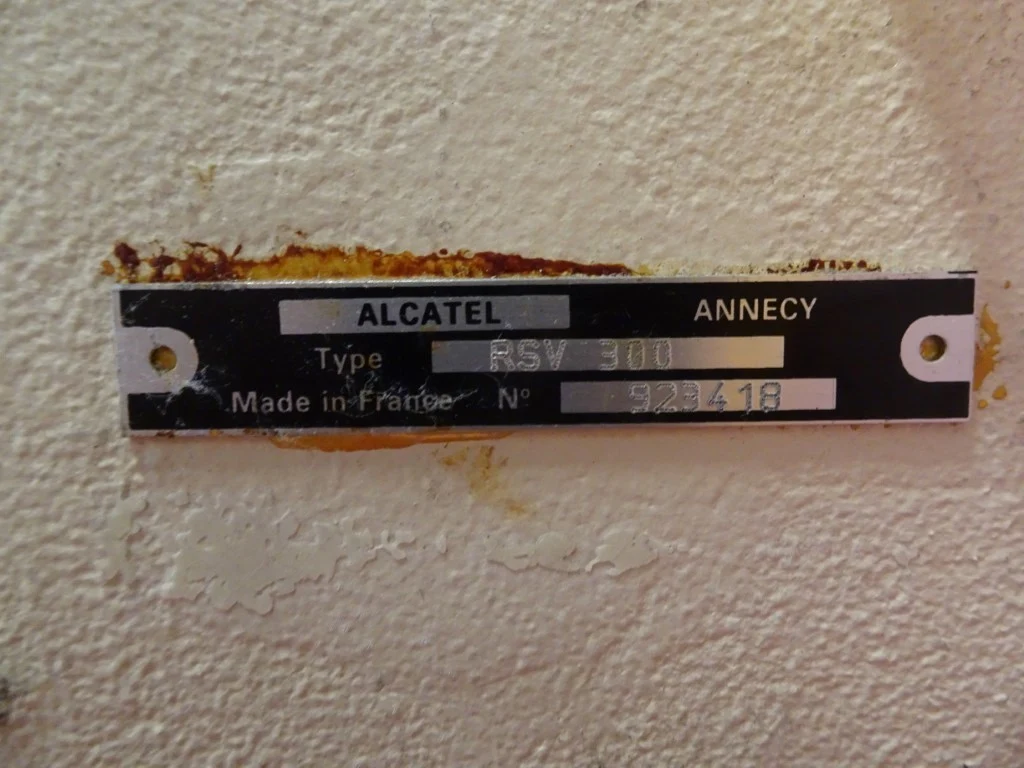 ALCATEL ANNECY
Type RSV 300
Made in France N° 923418